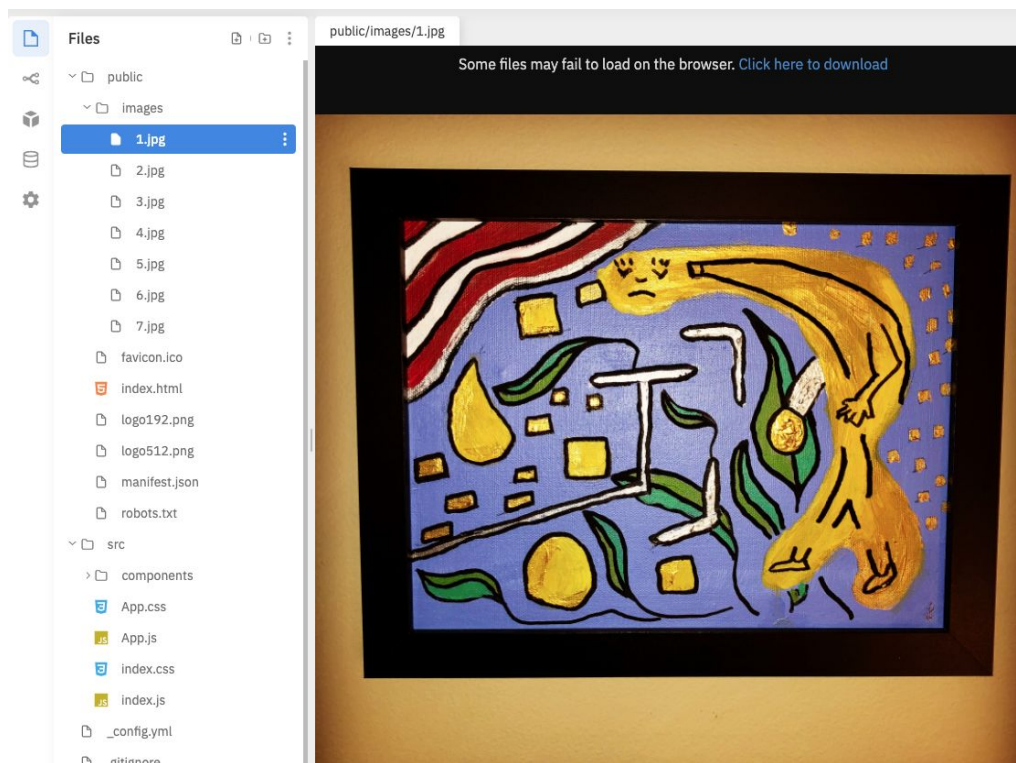 Files
public
images
1.jpg
2.jpg
3.jpg
4.jpg
5.jpg
6.jpg
7.jpg
favicon.ico
index.html
logo192.png
logo512.png
manifest.json
robots.txt
src
components
App.css
JS App.js
index.css
JS index.js
_config.yml
.gitignore
public/images/1.jpg
Some files may fail to load on the browser. Click here to download